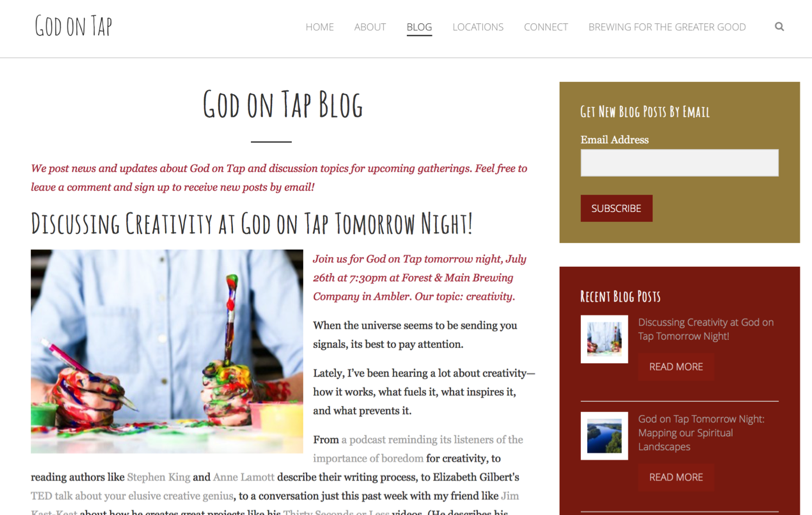 God on Tap
HOME ABOUT BLOG LOCATIONS CONNECT BREWING FOR THE GREATER GOOD
God on Tap Blog
We post news and updates about God on Tap and discussion topics for upcoming gatherings. Feel free to
leave a comment and sign up to receive new posts by email!
Discussing Creativity at God on Tap Tomorrow Night!
Join us for God on Tap tomorrow night, July
26th at 7:30pm at Forest & Main Brewing
Company in Ambler. Our topic: creativity.
When the universe seems to be sending you
signals, its best to pay attention.
Lately, I've been hearing a lot about creativity—
how it works, what fuels it, what inspires it,
and what prevents it.
From a podcast reminding its listeners of the
importance of boredom for creativity, to
reading authors like Stephen King and Anne Lamott describe their writing process, to Elizabeth Gilbert's
TED talk about your elusive creative genius, to a conversation just this past week with my friend like Jim
Kast-Keat about how he creates great projects like his Thirty Seconds or Less videos. (He describes his
Get New Blog Posts By Email
Email Address
SUBSCRIBE
Recent Blog Posts
Discussing Creativity at God on
Tap Tomorrow Night!
READ MORE
God on Tap Tomorrow Night:
Mapping our Spiritual
Landscapes
READ MORE